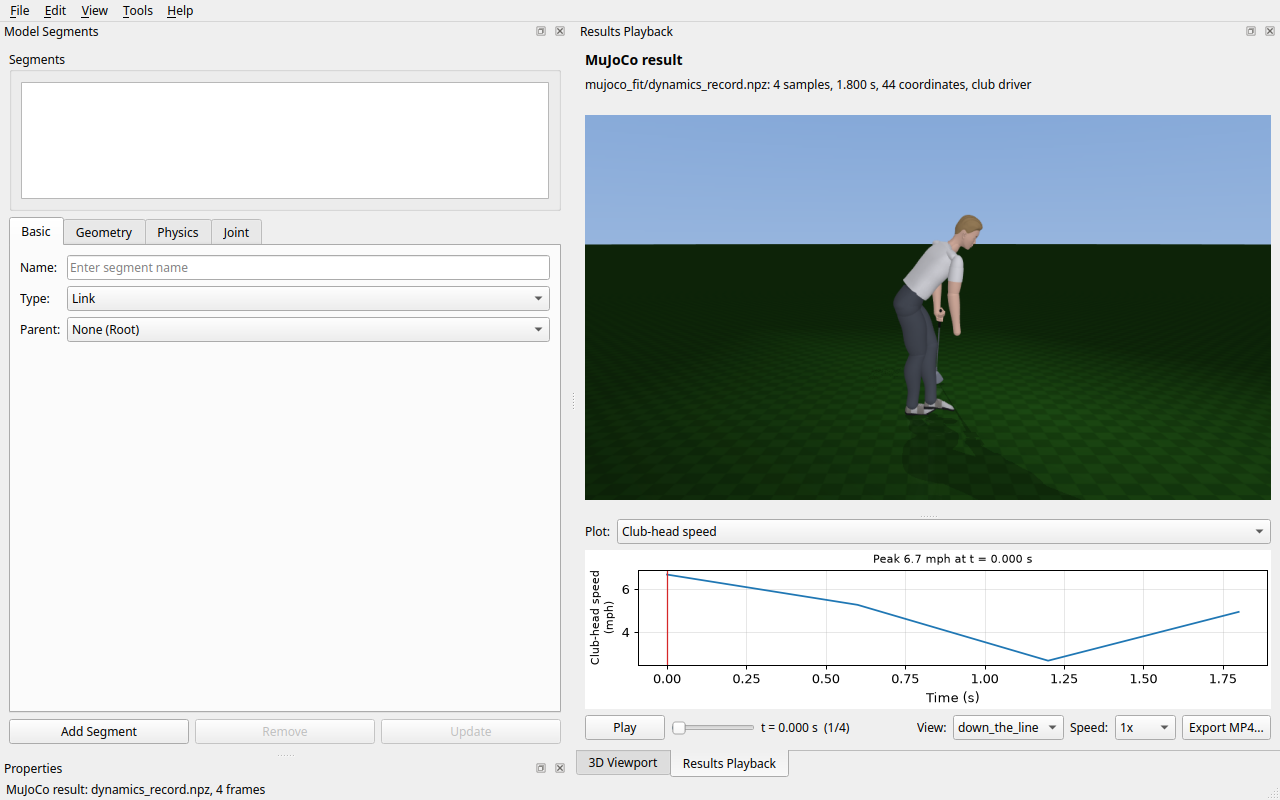 File Edit View Tools Help
Model Segments
Results Playback
Segments
MuJoCo result
mujoco_fit/dynamics_record.npz: 4 samples, 1.800 s, 44 coordinates, club driver
Basic Geometry Physics Joint
Name: Enter segment name
Type: Link
Parent: None (Root)
Plot: Club-head speed
Peak 6.7 mph at t = 0.000 s
Club-head speed
(mph)
6
4
0.00 0.25 0.50 0.75 1.00 1.25 1.50 1.75
Time (s)
Add Segment Remove Update
Play t = 0.000 s (1/4) View: down_the_line Speed: 1x Export MP4...
3D Viewport Results Playback
Properties
MuJoCo result: dynamics_record.npz, 4 frames